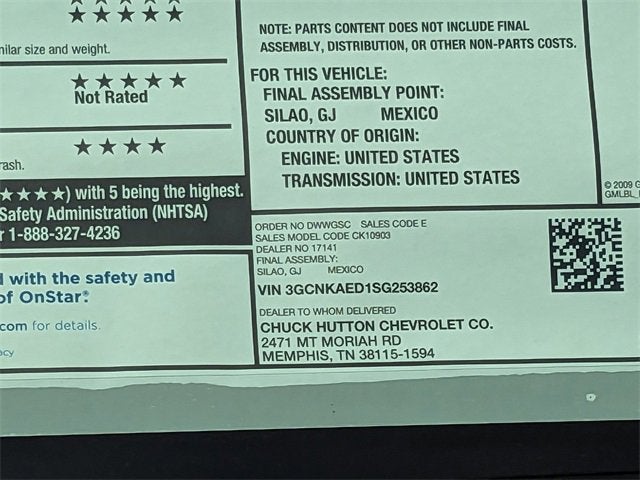 ★★★★★
★★★★★
nilar size and weight.
★★★★★
Not Rated
★★★★
rash.
★★★★) with 5 being the highest.
Safety Administration (NHTSA)
r 1-888-327-4236
d with the safety and
of OnStar®
com for details.
acy
NOTE: PARTS CONTENT DOES NOT INCLUDE FINAL
ASSEMBLY, DISTRIBUTION, OR OTHER NON-PARTS COSTS.
FOR THIS VEHICLE:
FINAL ASSEMBLY POINT:
SILAO, GJ MEXICO
COUNTRY OF ORIGIN:
ENGINE: UNITED STATES
TRANSMISSION: UNITED STATES
© 2009 G
GMLBL_
ORDER NO DWWGSC SALES CODE E
SALES MODEL CODE CK10903
DEALER NO 17141
FINAL ASSEMBLY:
SILAO, GJ MEXICO
VIN 3GCNKAED1SG253862
DEALER TO WHOM DELIVERED
CHUCK HUTTON CHEVROLET CO.
2471 MT MORIAH RD
MEMPHIS, TN 38115-1594